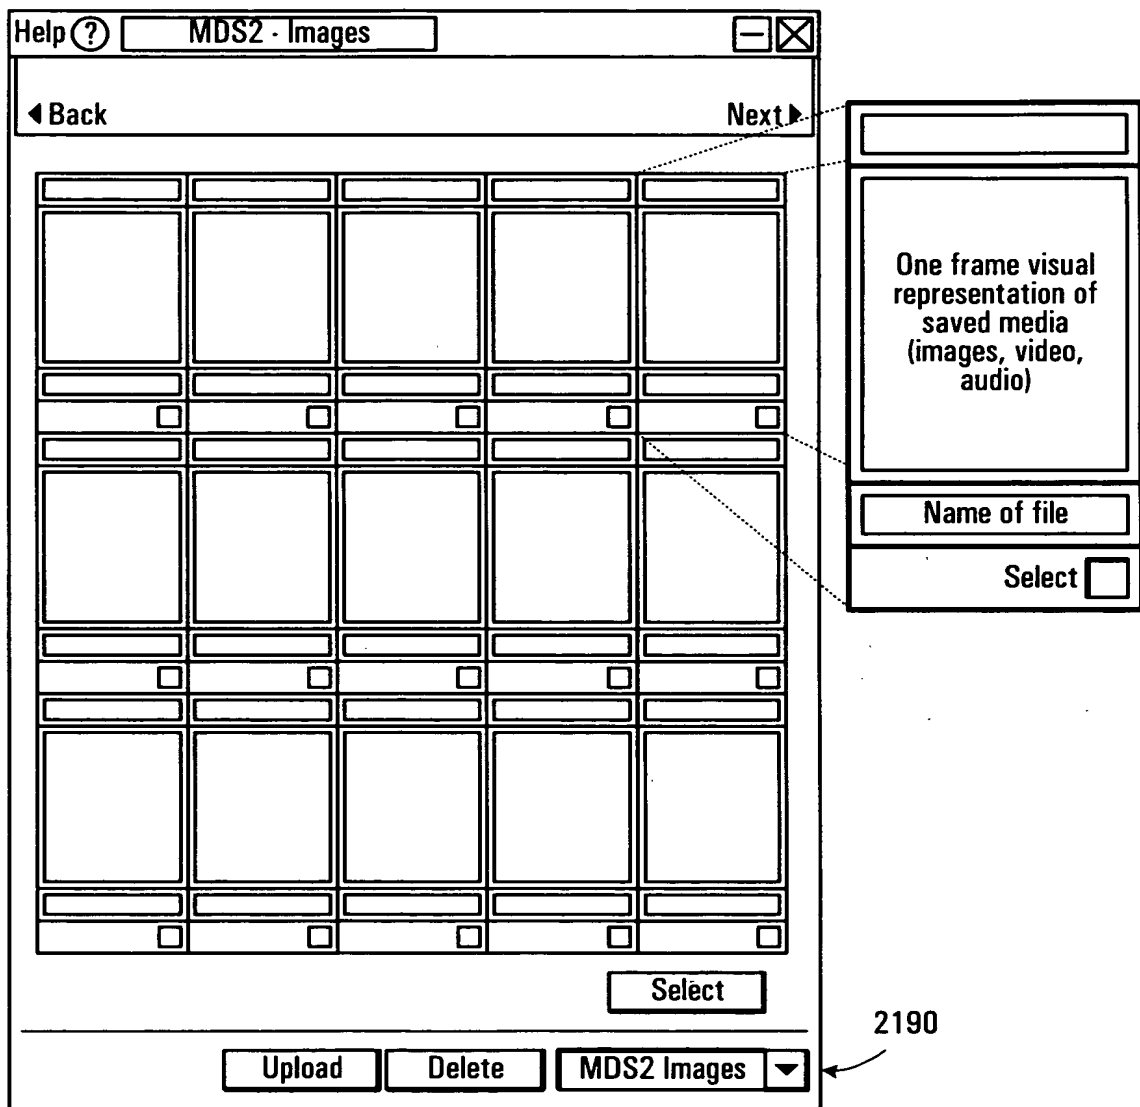 Help ? MDS2 - Images
Back Next
One frame visual
representation of
saved media
(images, video,
audio)
Name of file
Select
Select
2190
Upload Delete MDS2 Images